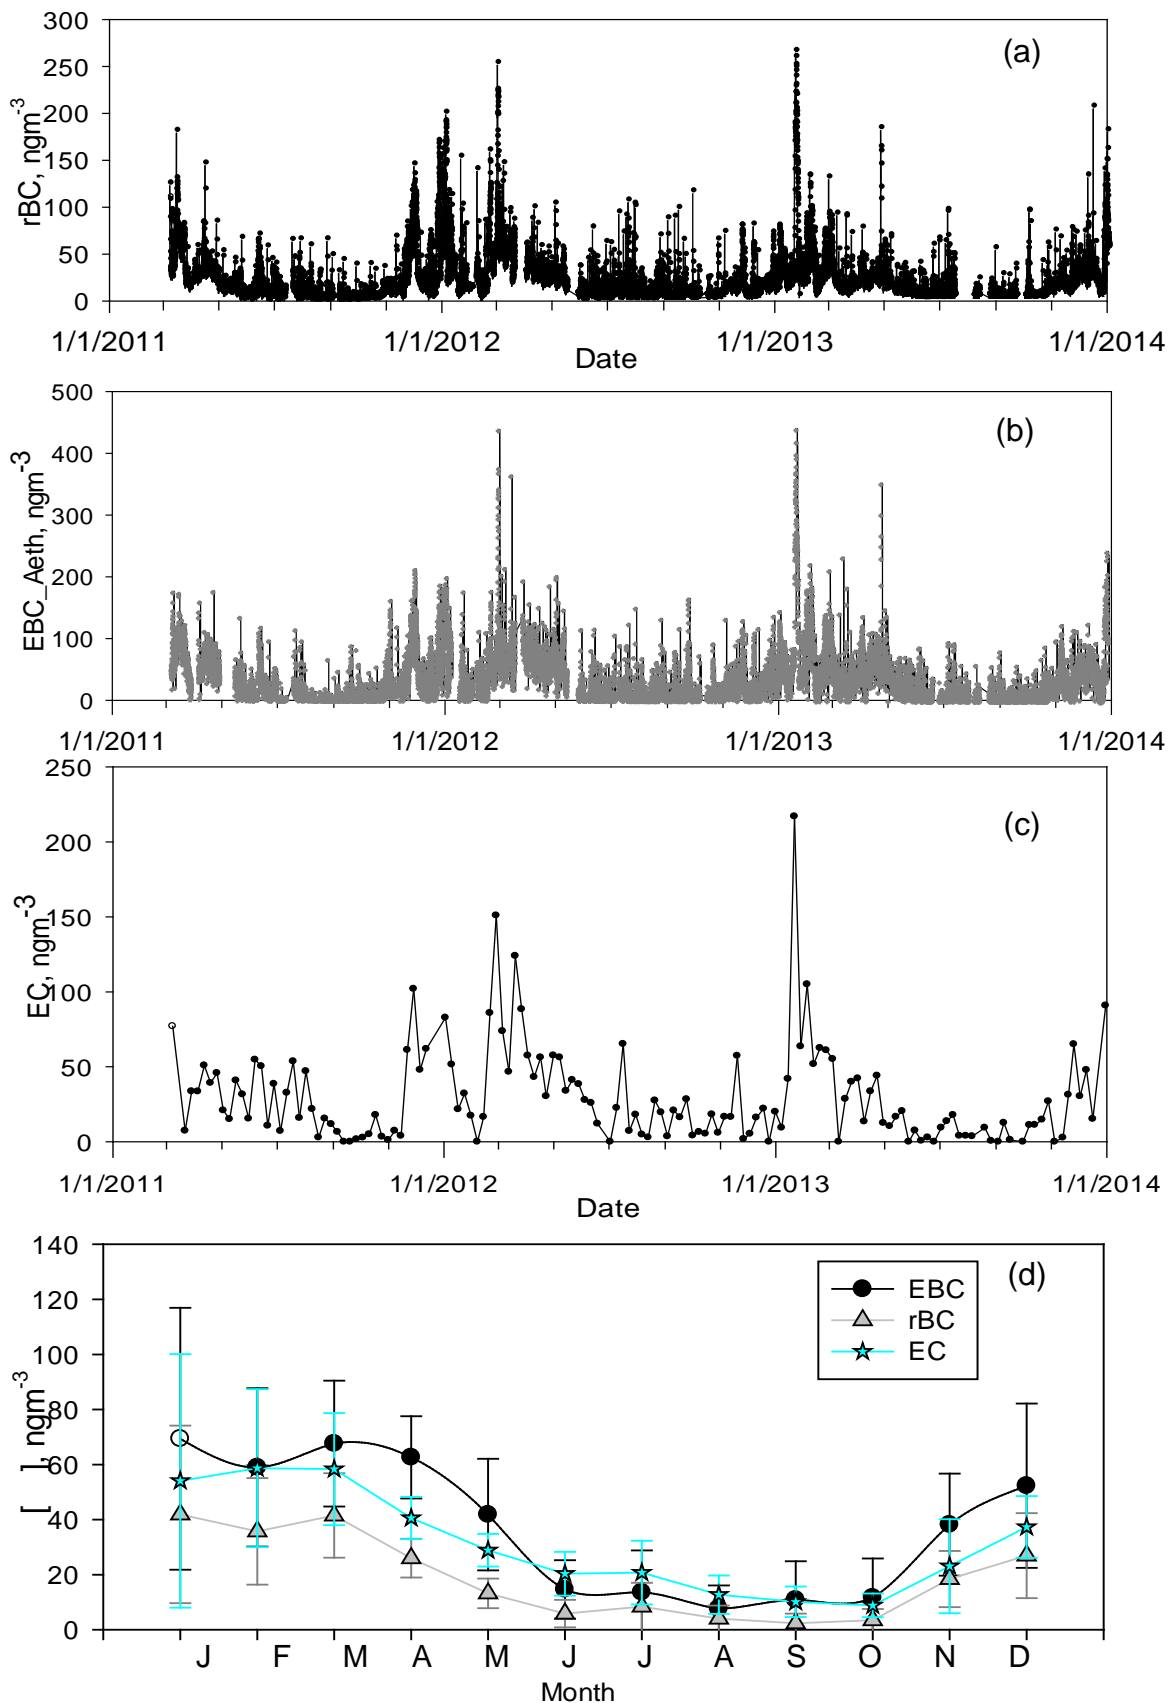 (a)
rBC, ngm-3
300
250
200
150
100
50
0
1/1/2011 1/1/2012 1/1/2013 1/1/2014
Date
(b)
EBC_Aeth, ngm-3
500
400
300
200
100
0
1/1/2011 1/1/2012 1/1/2013 1/1/2014
(c)
EC, ngm-3
250
200
150
100
50
0
1/1/2011 1/1/2012 1/1/2013 1/1/2014
Date
(d)
[ ], ngm-3
140
120
100
80
60
40
20
0
EBC
rBC
EC
J F M A M J J A S O N D
Month